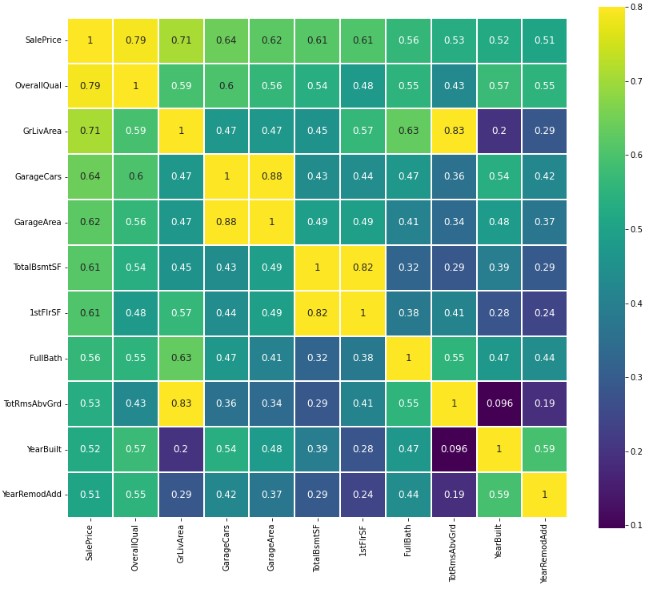 SalePrice 1 0.79 0.71 0.64 0.62 0.61 0.61 0.56 0.53 0.52 0.51
OverallQual 0.79 1 0.59 0.6 0.56 0.54 0.48 0.55 0.43 0.57 0.55
GrLivArea 0.71 0.59 1 0.47 0.47 0.45 0.57 0.63 0.83 0.2 0.29
GarageCars 0.64 0.6 0.47 1 0.88 0.43 0.44 0.47 0.36 0.54 0.42
GarageArea 0.62 0.56 0.47 0.88 1 0.49 0.49 0.41 0.34 0.48 0.37
TotalBsmtSF 0.61 0.54 0.45 0.43 0.49 1 0.82 0.32 0.29 0.39 0.29
1stFlrSF 0.61 0.48 0.57 0.44 0.49 0.82 1 0.38 0.41 0.28 0.24
FullBath 0.56 0.55 0.63 0.47 0.41 0.32 0.38 1 0.55 0.47 0.44
TotRmsAbvGrd 0.53 0.43 0.83 0.36 0.34 0.29 0.41 0.55 1 0.096 0.19
YearBuilt 0.52 0.57 0.2 0.54 0.48 0.39 0.28 0.47 0.096 1 0.59
YearRemodAdd 0.51 0.55 0.29 0.42 0.37 0.29 0.24 0.44 0.19 0.59 1
SalePrice OverallQual GrLivArea GarageCars GarageArea TotalBsmtSF 1stFlrSF FullBath TotRmsAbvGrd YearBuilt YearRemodAdd
0.8
0.7
0.6
0.5
0.4
0.3
0.2
0.1